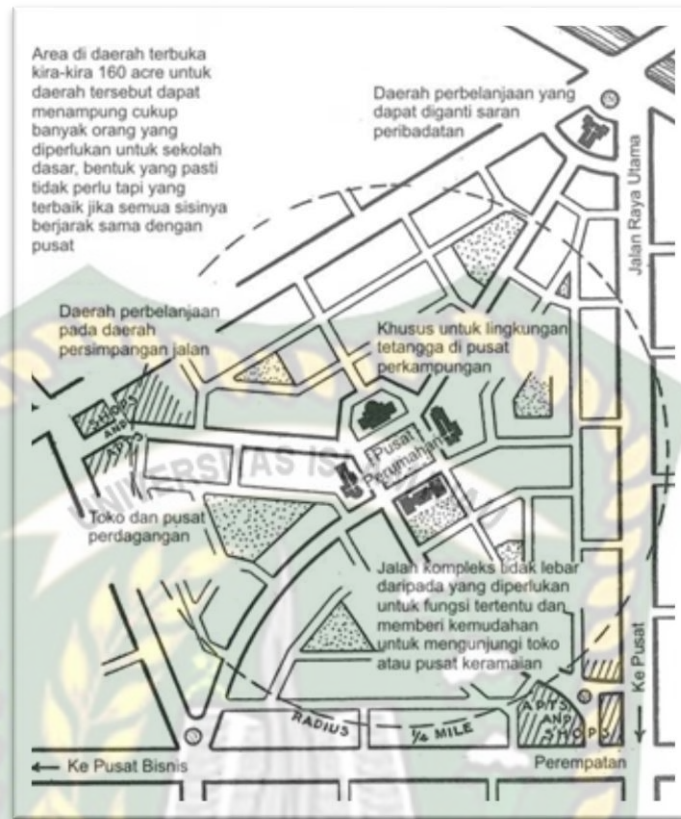 Area di daerah terbuka
kira-kira 160 acre untuk
daerah tersebut dapat
menampung cukup
banyak orang yang
diperlukan untuk sekolah
dasar, bentuk yang pasti
tidak perlu tapi yang
terbaik jika semua sisinya
berjarak sama dengan
pusat
Daerah perbelanjaan yang
dapat diganti saran
peribadatan
Jalan Raya Utama
Daerah perbelanjaan
pada daerah
persimpangan jalan
Khusus untuk lingkungan
tetangga di pusat
perkampungan
SHOPS
AND
APTS
Pusat
Perumahan
UNIVERSITAS
Toko dan pusat
perdagangan
Jalah kompleks tidak lebar
daripada yang diperlukan
untuk fungsi tertentu dan
memberi kemudahan
untuk mengunjungi toko
atau pusat keramaian
Ke Pusat
RADIUS 1/4 MILE
APTS
AND
SHOPS
Ke Pusat Bisnis
Perempatan